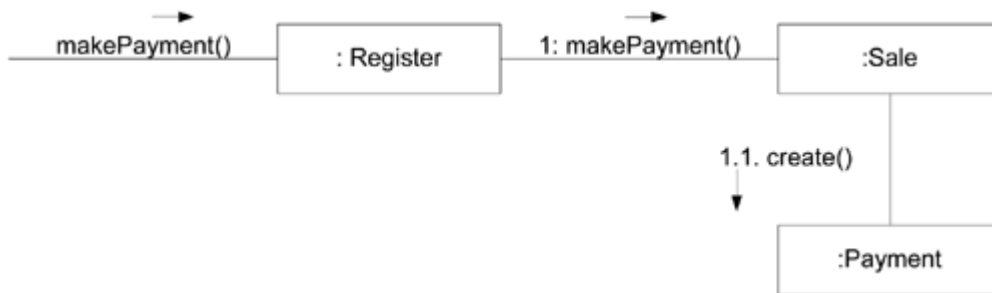 makePayment()
: Register
1: makePayment()
:Sale
1.1. create()
:Payment